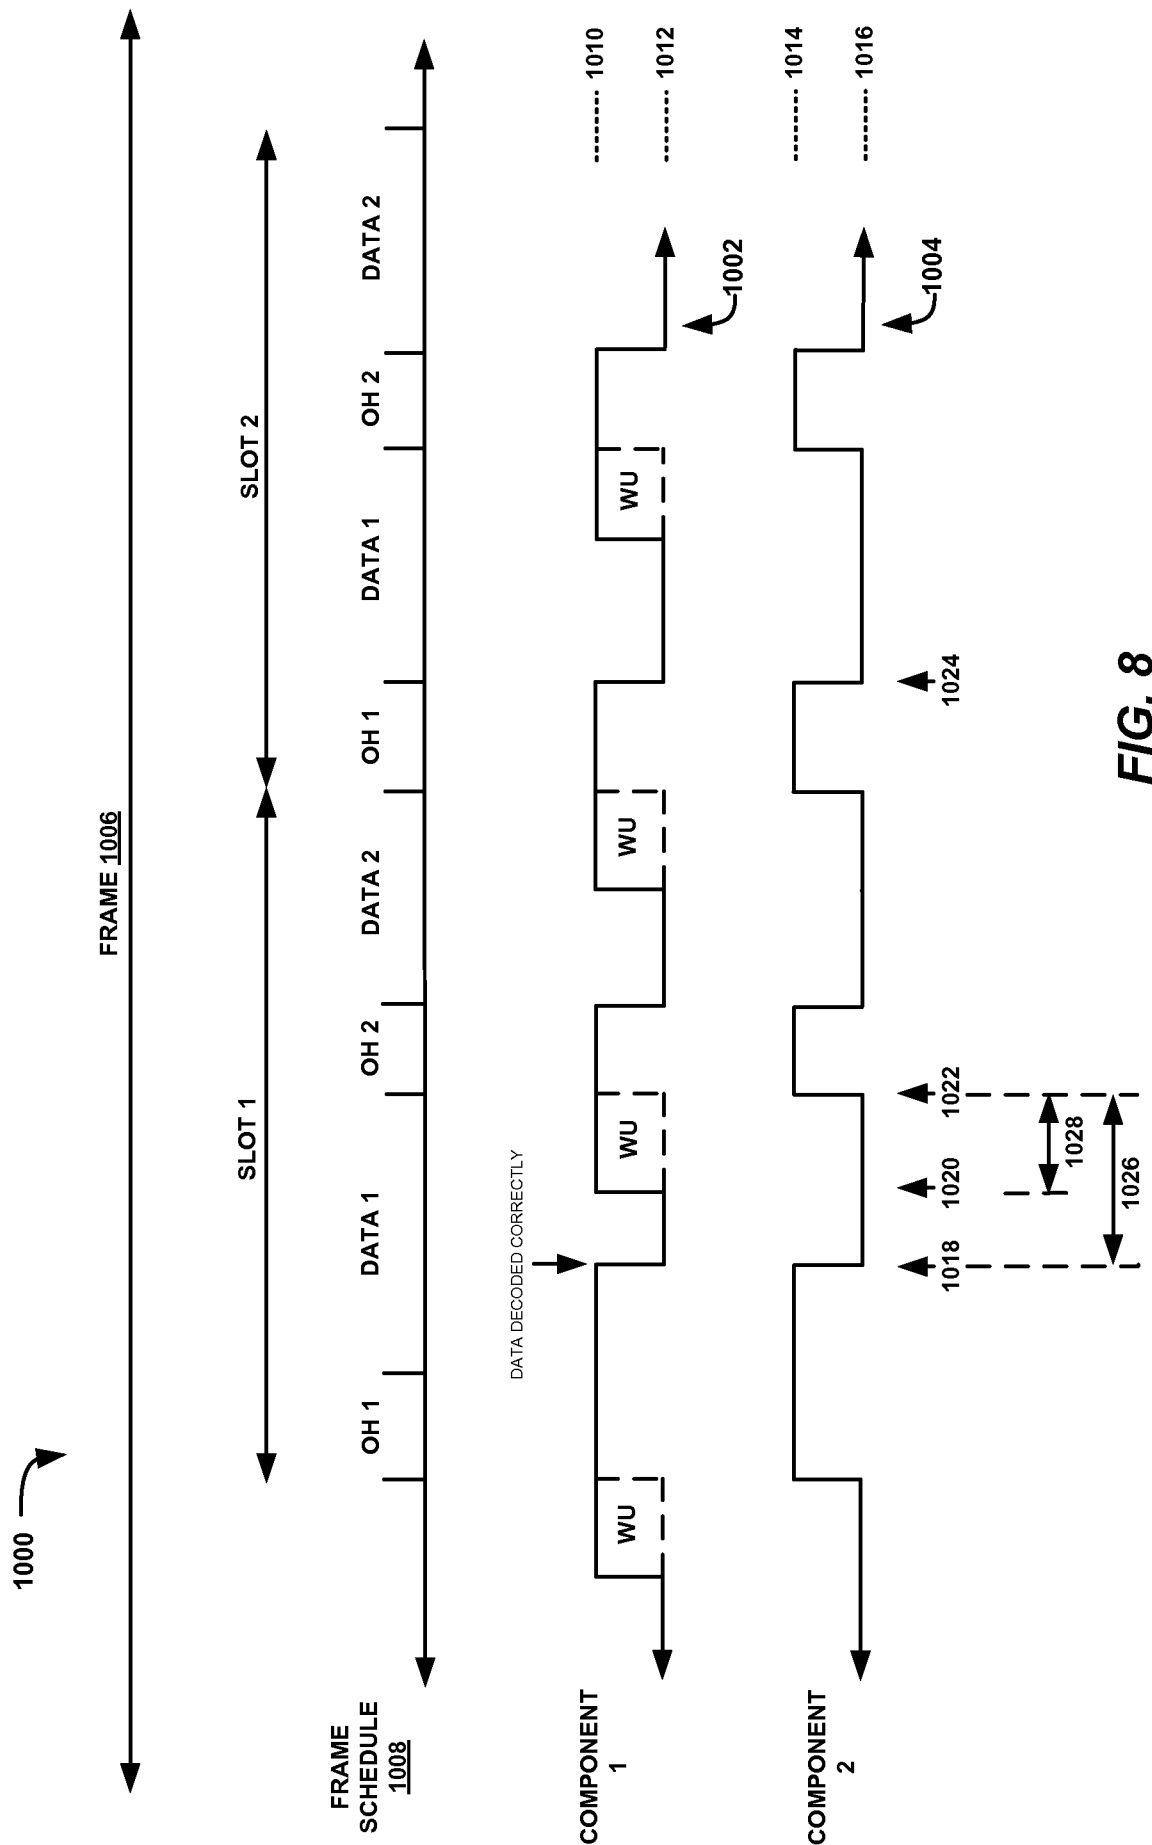 1000
FRAME 1006
SLOT 1
SLOT 2
FRAME
SCHEDULE
1008
OH 1
DATA 1
OH 2
DATA 2
OH 1
DATA 1
OH 2
DATA 2
DATA DECODED CORRECTLY
COMPONENT
1
WU
WU
WU
WU
1010
1012
1002
COMPONENT
2
1014
1016
1004
1018
1020
1022
1024
1028
1026
FIG. 8